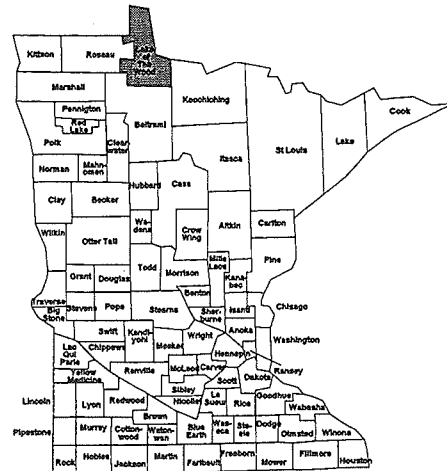 Kittson
Roseau
Lake
of The
Wood
Marshall
Koochiching
Pennington
Red
Lake
Beltrami
Cook
Polk
Clear-
water
Itasca
St Louis
Lake
Norman
Mahn-
omen
Hubbard
Cass
Clay
Becker
Wa-
dena
Crow
Wing
Aitkin
Carlton
Wilkin
Otter Tail
Pine
Todd
Mille
Lacs
Kana-
bec
Grant
Douglas
Morrison
Benton
Traverse
Big
Stone
Stevens
Pope
Stearns
Sher-
burne
Isanti
Chisago
Swift
Kandi-
yohi
Wright
Anoka
Washington
Lac
Qui
Parle
Chippewa
Meeker
Hennepin
Ramsey
Yellow
Medicine
Renville
McLeod
Carver
Scott
Dakota
Lincoln
Lyon
Redwood
Sibley
Nicollet
Le
Sueur
Rice
Goodhue
Wabasha
Pipestone
Murray
Cotton-
wood
Brown
Waton-
wan
Blue
Earth
Was-
eca
Ste-
ele
Dodge
Olmsted
Winona
Rock
Nobles
Jackson
Martin
Faribault
Freeborn
Mower
Fillmore
Houston